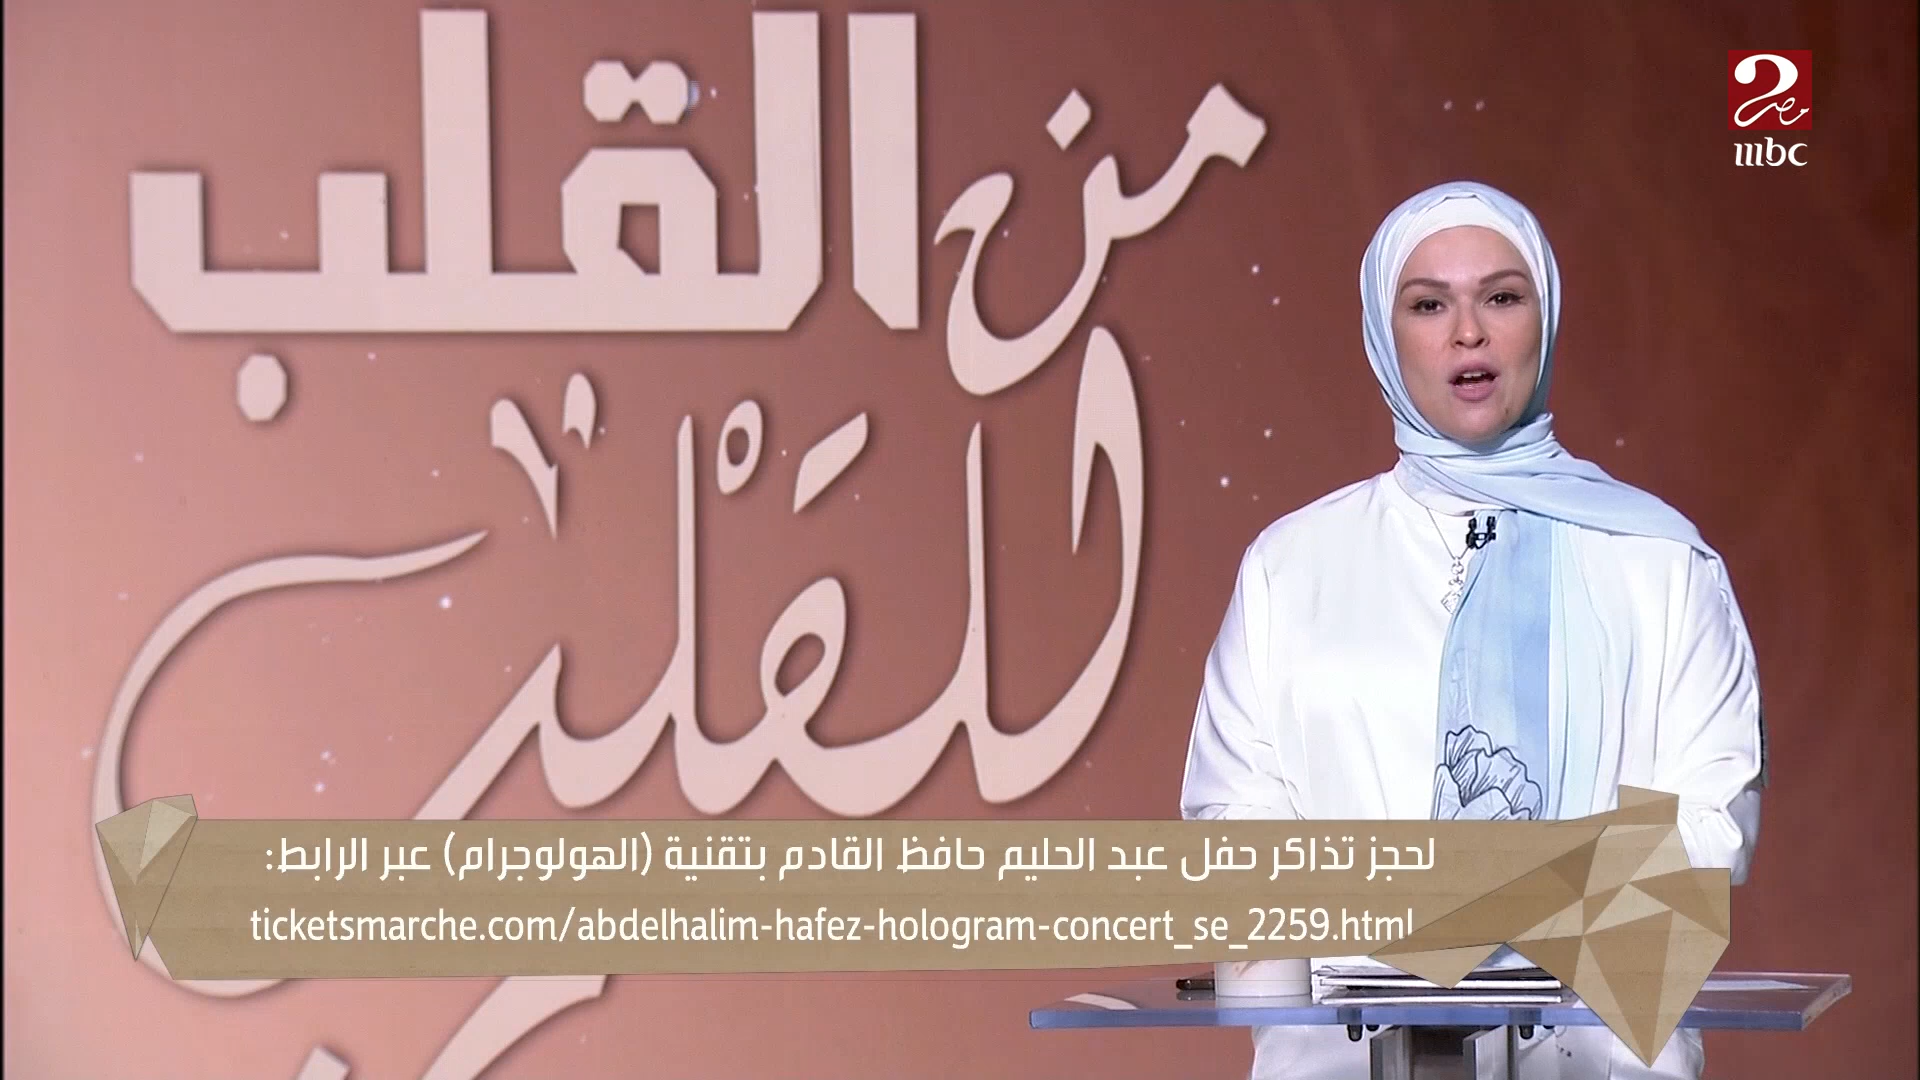 من القلب
للقلب
مصر
mbc
لحجز تذاكر حفل عبد الحليم حافظ القادم بتقنية (الهولوجرام) عبر الرابط:
ticketsmarche.com/abdelhalim-hafez-hologram-concert_se_2259.html